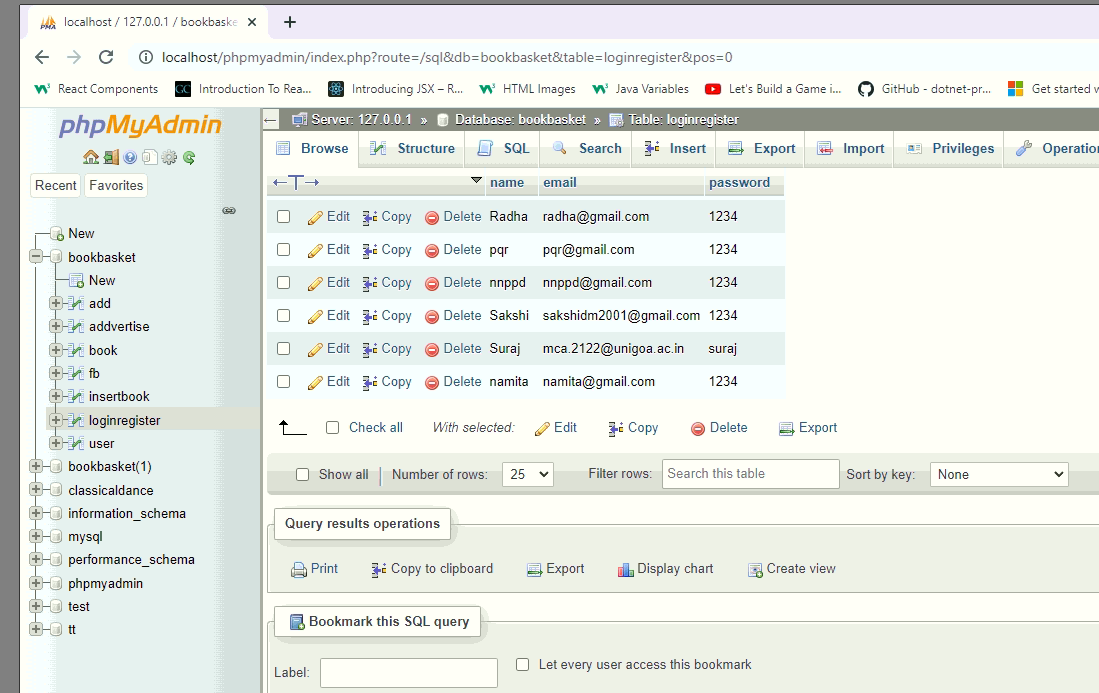 localhost / 127.0.0.1 / bookbaske
localhost/phpmyadmin/index.php?route=/sql&db=bookbasket&table=loginregister&pos=0
React Components Introduction To Rea... Introducing JSX – R... HTML Images Java Variables Let's Build a Game i... GitHub - dotnet-pr... Get started w
phpMyAdmin
Recent Favorites
New
bookbasket
New
add
addvertise
book
fb
insertbook
loginregister
user
bookbasket(1)
classicaldance
information_schema
mysql
performance_schema
phpmyadmin
test
tt
Server: 127.0.0.1 » Database: bookbasket » Table: loginregister
Browse Structure SQL Search Insert Export Import Privileges Operation
name email password
Edit Copy Delete Radha radha@gmail.com 1234
Edit Copy Delete pqr pqr@gmail.com 1234
Edit Copy Delete nnppd nnppd@gmail.com 1234
Edit Copy Delete Sakshi sakshidm2001@gmail.com 1234
Edit Copy Delete Suraj mca.2122@unigoa.ac.in suraj
Edit Copy Delete namita namita@gmail.com 1234
Check all With selected: Edit Copy Delete Export
Show all Number of rows: 25 Filter rows: Search this table Sort by key: None
Query results operations
Print Copy to clipboard Export Display chart Create view
Bookmark this SQL query
Label: Let every user access this bookmark